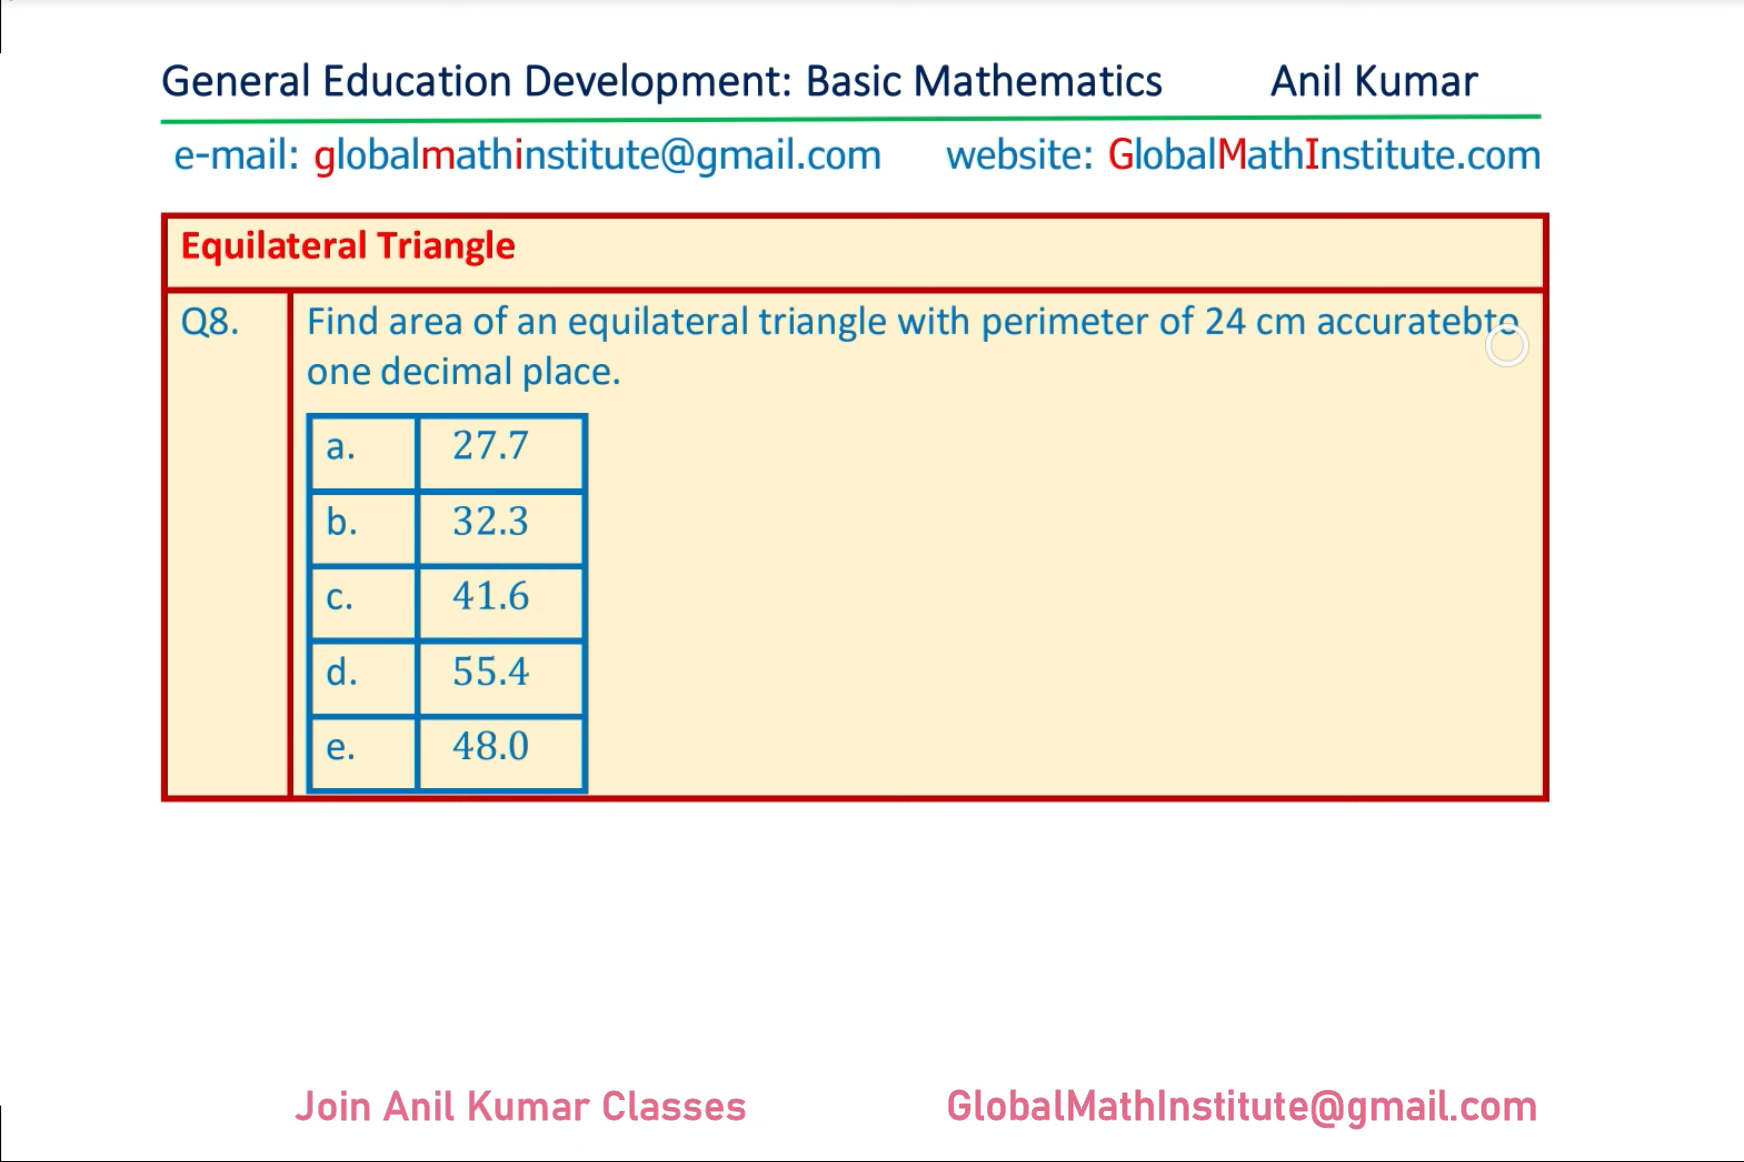 General Education Development: Basic Mathematics Anil Kumar
e-mail: globalmathinstitute@gmail.com website: GlobalMathInstitute.com
Equilateral Triangle
Q8. Find area of an equilateral triangle with perimeter of 24 cm accuratebto
one decimal place.
a. 27.7
b. 32.3
c. 41.6
d. 55.4
e. 48.0
Join Anil Kumar Classes GlobalMathInstitute@gmail.com